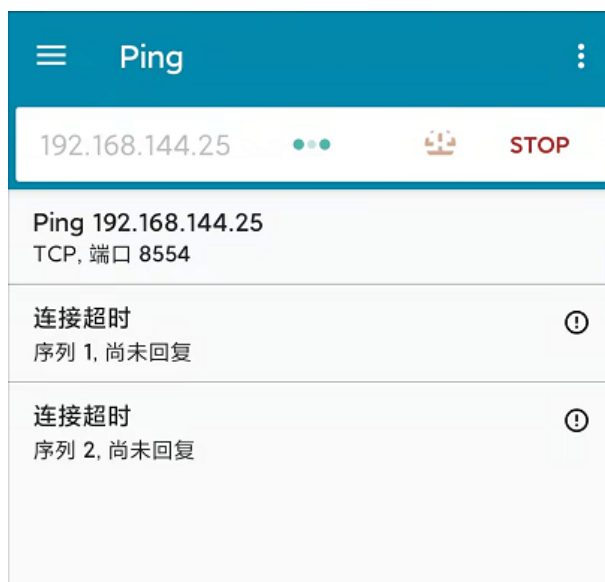 Ping
192.168.144.25
STOP
Ping 192.168.144.25
TCP, 端口 8554
连接超时
序列 1, 尚未回复
连接超时
序列 2, 尚未回复